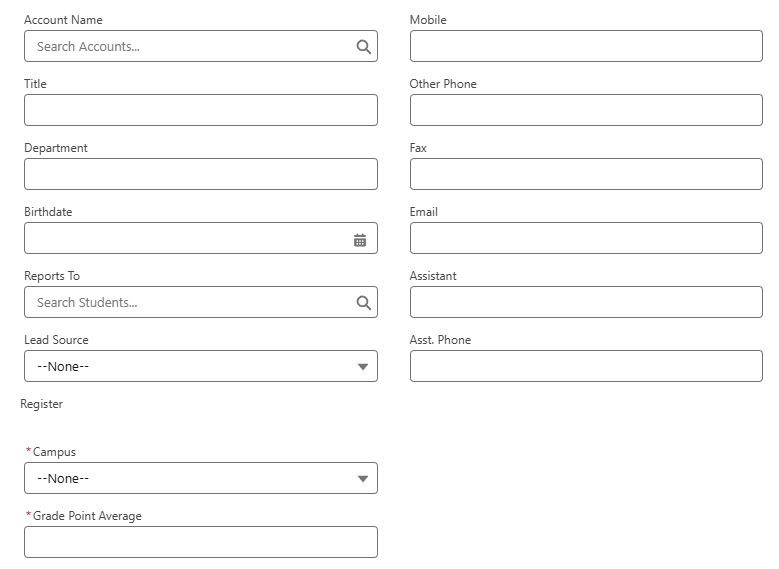 Account Name
Search Accounts...
Title
Department
Birthdate
Reports To
Search Students...
Lead Source
--None--
Register
*Campus
--None--
*Grade Point Average
Mobile
Other Phone
Fax
Email
Assistant
Asst. Phone